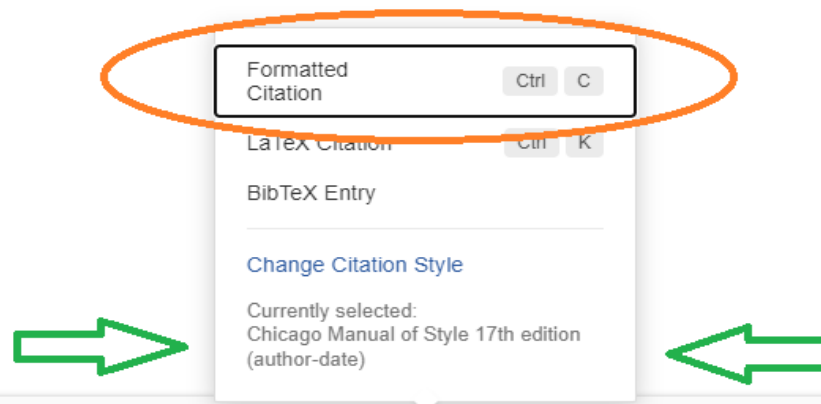 Formatted
Citation
Ctrl C
LaTeX Citation
Ctrl K
BibTeX Entry
Change Citation Style
Currently selected:
Chicago Manual of Style 17th edition
(author-date)